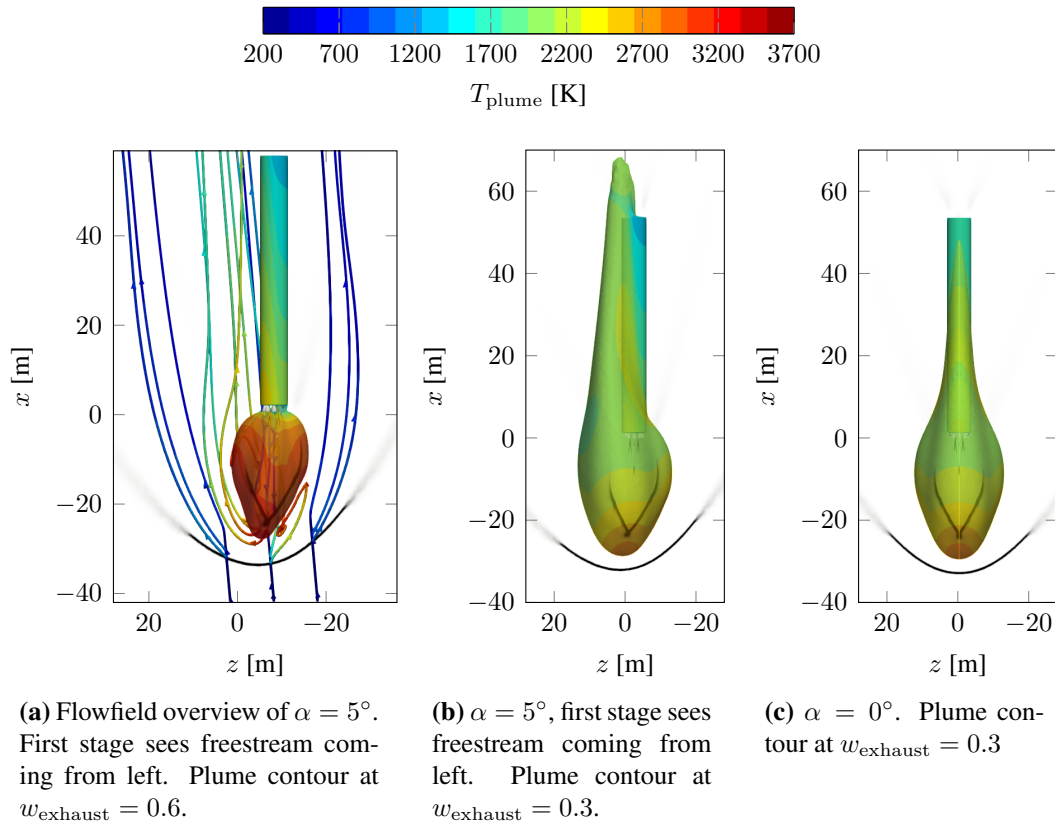 200 700 1200 1700 2200 2700 3200 3700
T_plume [K]
40
20
0
−20
−40
x [m]
20 0 −20
z [m]
60
40
20
0
−20
−40
x [m]
20 0 −20
z [m]
60
40
20
0
−20
−40
x [m]
20 0 −20
z [m]
(a) Flowfield overview of α = 5°.
First stage sees freestream com-
ing from left. Plume contour at
w_exhaust = 0.6.
(b) α = 5°, first stage sees
freestream coming from
left. Plume contour at
w_exhaust = 0.3.
(c) α = 0°. Plume con-
tour at w_exhaust = 0.3